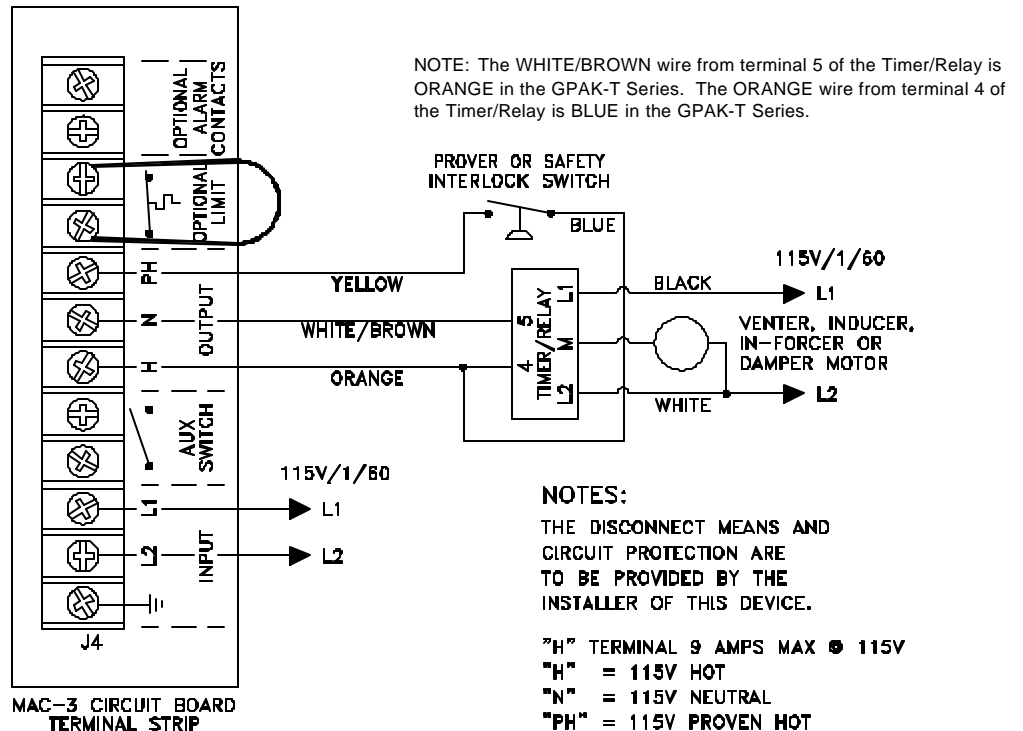 NOTE: The WHITE/BROWN wire from terminal 5 of the Timer/Relay is
ORANGE in the GPAK-T Series. The ORANGE wire from terminal 4 of
the Timer/Relay is BLUE in the GPAK-T Series.
OPTIONAL
ALARM
CONTACTS
OPTIONAL
LIMIT
PROVER OR SAFETY
INTERLOCK SWITCH
BLUE
PH
YELLOW
N
OUTPUT
WHITE/BROWN
H
ORANGE
5
4
TIMER/RELAY
L1
M
L2
BLACK
115V/1/60
L1
VENTER, INDUCER,
IN-FORCER OR
DAMPER MOTOR
WHITE
L2
AUX
SWITCH
115V/1/60
L1
L1
L2
INPUT
L2
J4
MAC-3 CIRCUIT BOARD
TERMINAL STRIP
NOTES:
THE DISCONNECT MEANS AND
CIRCUIT PROTECTION ARE
TO BE PROVIDED BY THE
INSTALLER OF THIS DEVICE.
"H" TERMINAL 9 AMPS MAX @ 115V
"H" = 115V HOT
"N" = 115V NEUTRAL
"PH" = 115V PROVEN HOT